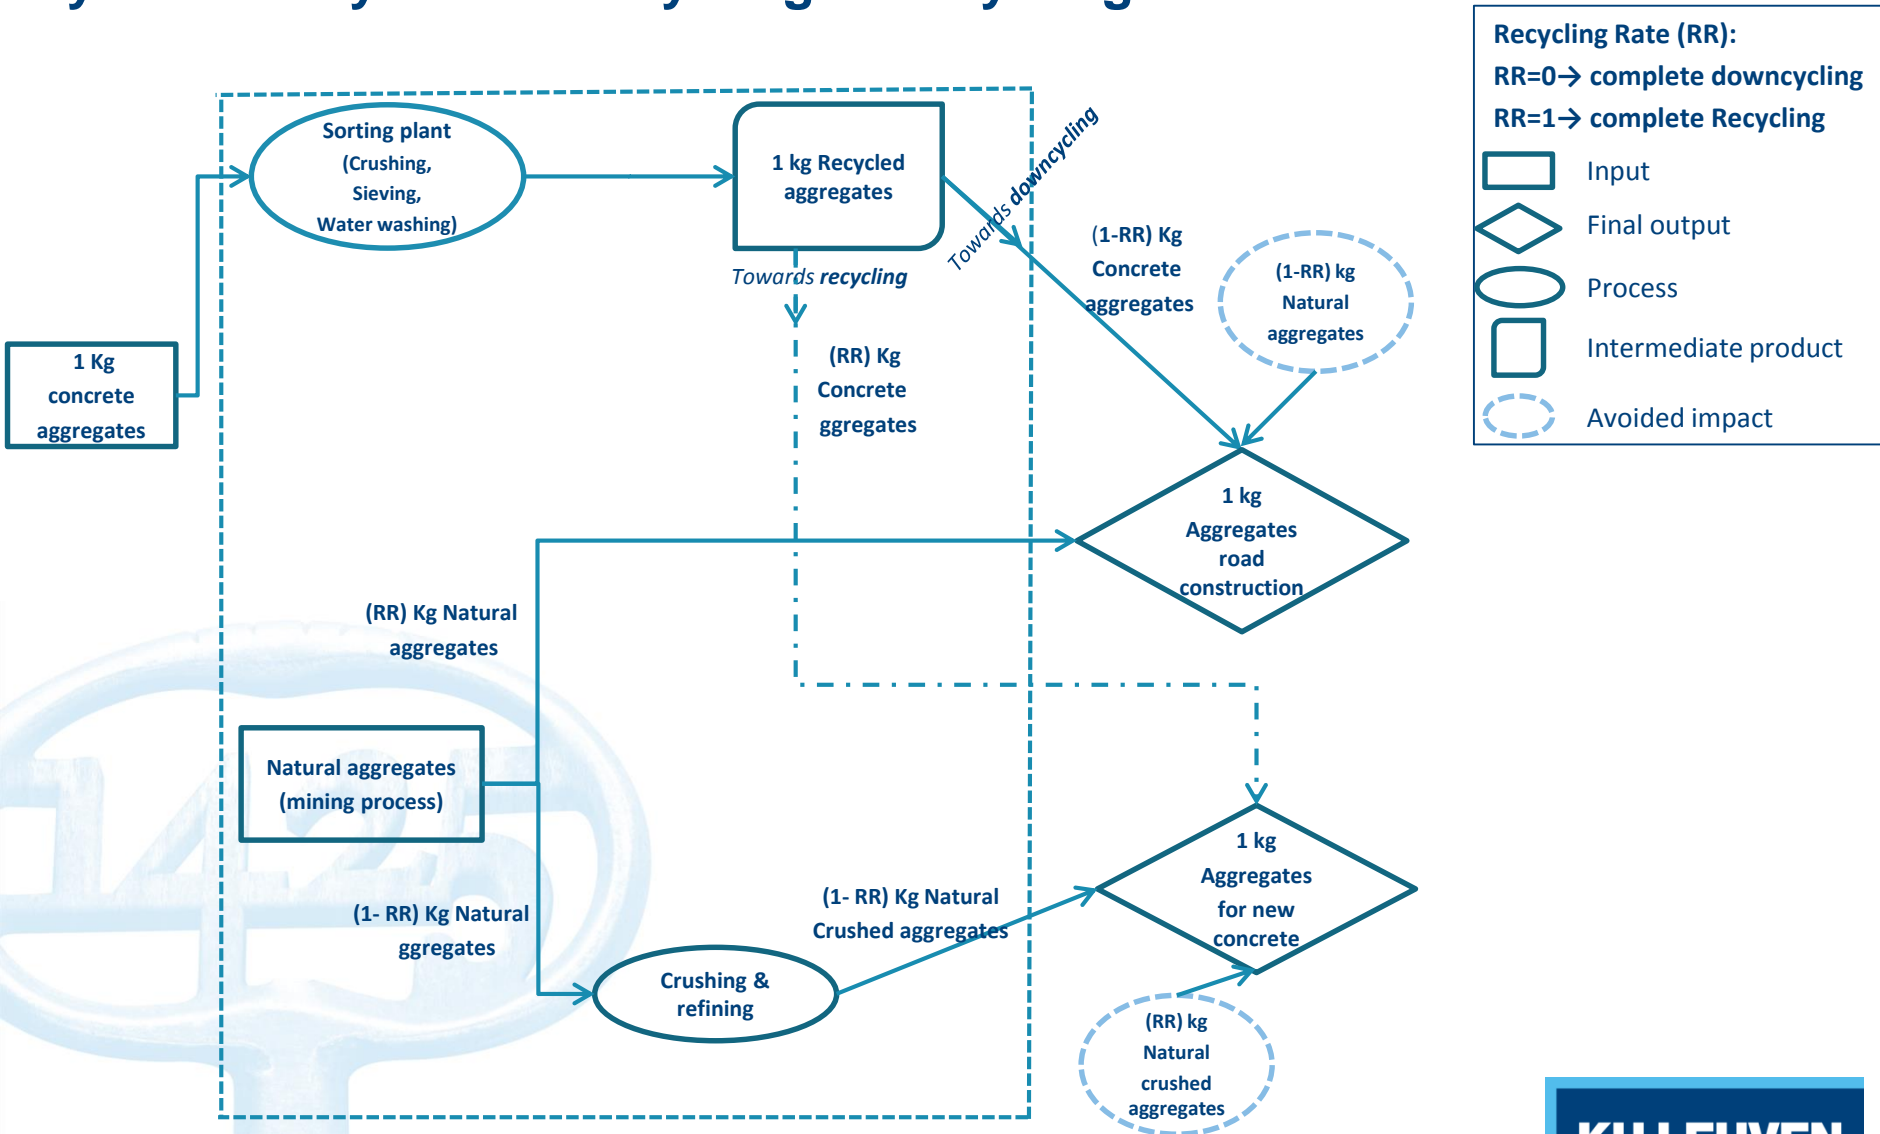 Recycling Rate (RR):
RR=0→ complete downcycling
RR=1→ complete Recycling
Input
Final output
Process
Intermediate product
Avoided impact
Sorting plant
(Crushing,
Sieving,
Water washing)
1 kg Recycled
aggregates
Towards downcycling
Towards recycling
(1-RR) Kg
Concrete
aggregates
(1-RR) kg
Natural
aggregates
1 Kg
concrete
aggregates
(RR) Kg
Concrete
ggregates
1 kg
Aggregates
road
construction
(RR) Kg Natural
aggregates
Natural aggregates
(mining process)
(1- RR) Kg Natural
ggregates
(1- RR) Kg Natural
Crushed aggregates
Crushing &
refining
1 kg
Aggregates
for new
concrete
(RR) kg
Natural
crushed
aggregates
1425
KU LEUVEN